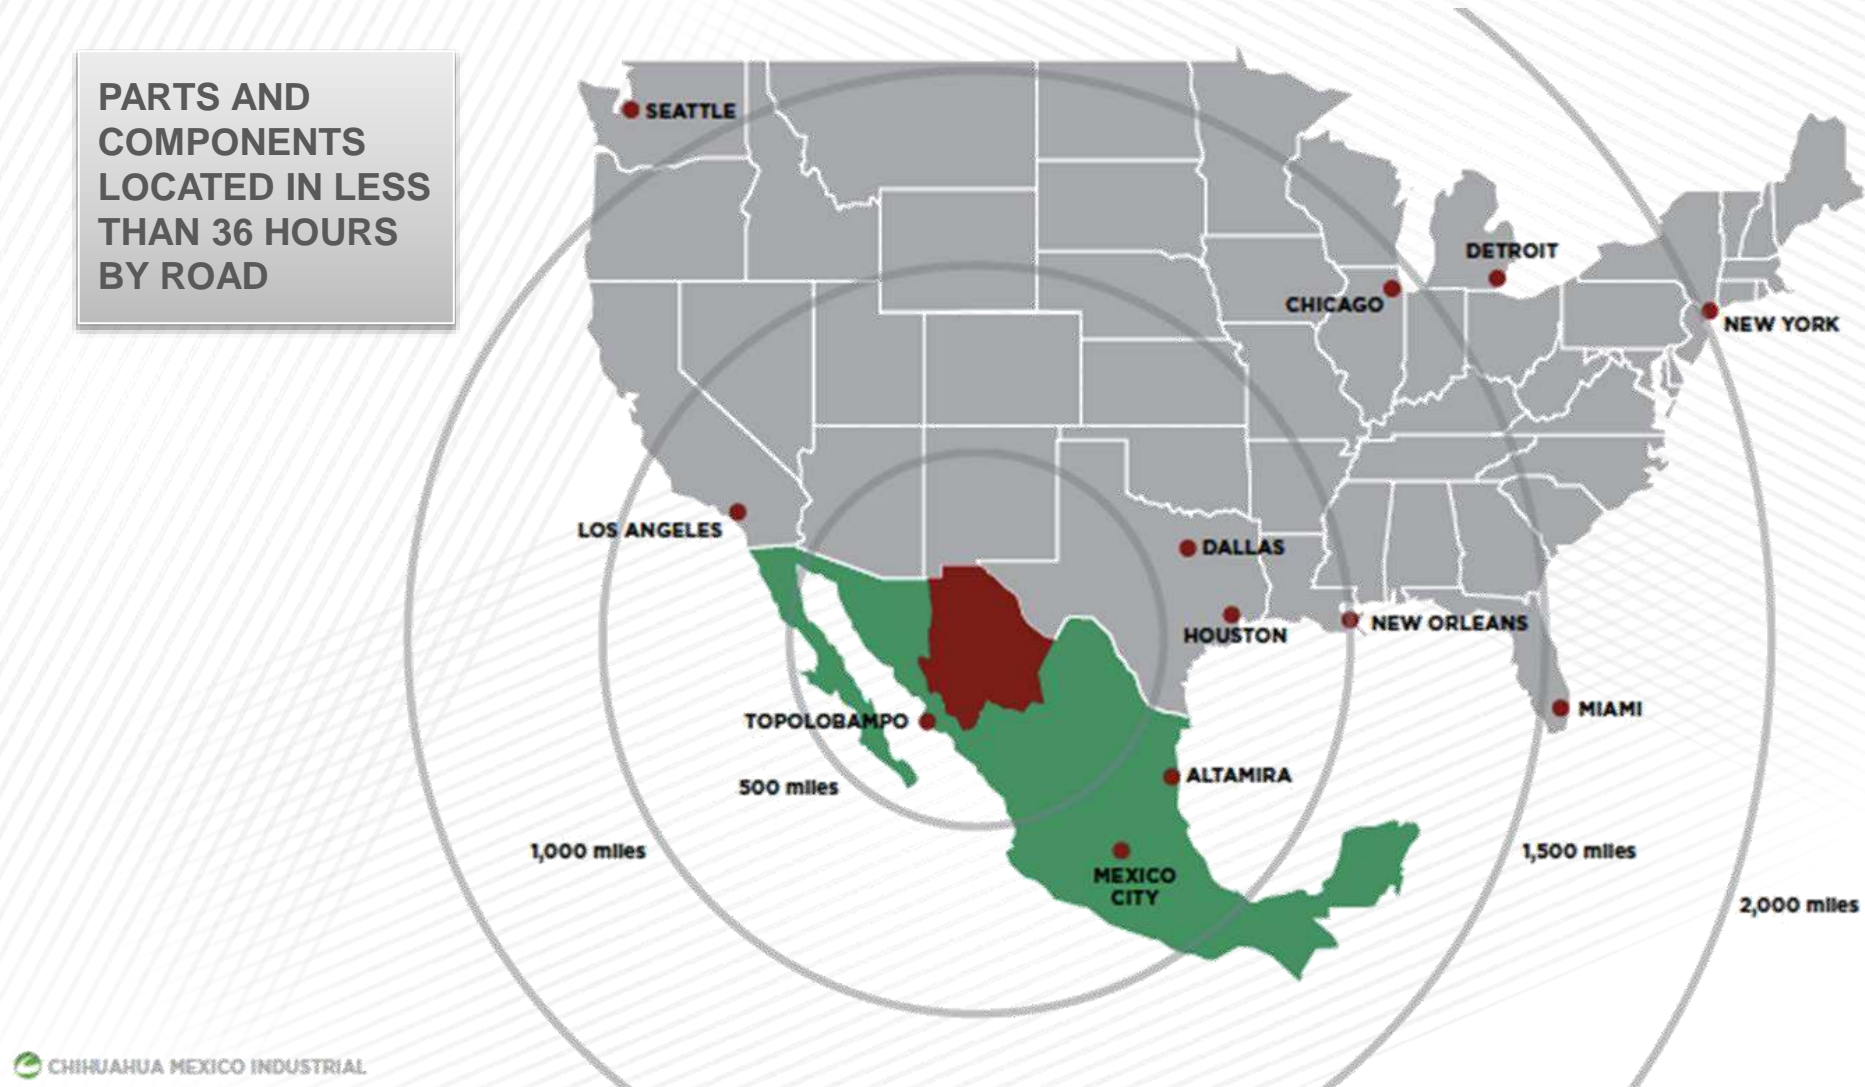 PARTS AND
COMPONENTS
LOCATED IN LESS
THAN 36 HOURS
BY ROAD
SEATTLE
DETROIT
CHICAGO
NEW YORK
LOS ANGELES
DALLAS
HOUSTON
NEW ORLEANS
TOPOLOBAMPO
MIAMI
ALTAMIRA
500 miles
1,000 miles
1,500 miles
MEXICO
CITY
2,000 miles
CHIHUAHUA MEXICO INDUSTRIAL